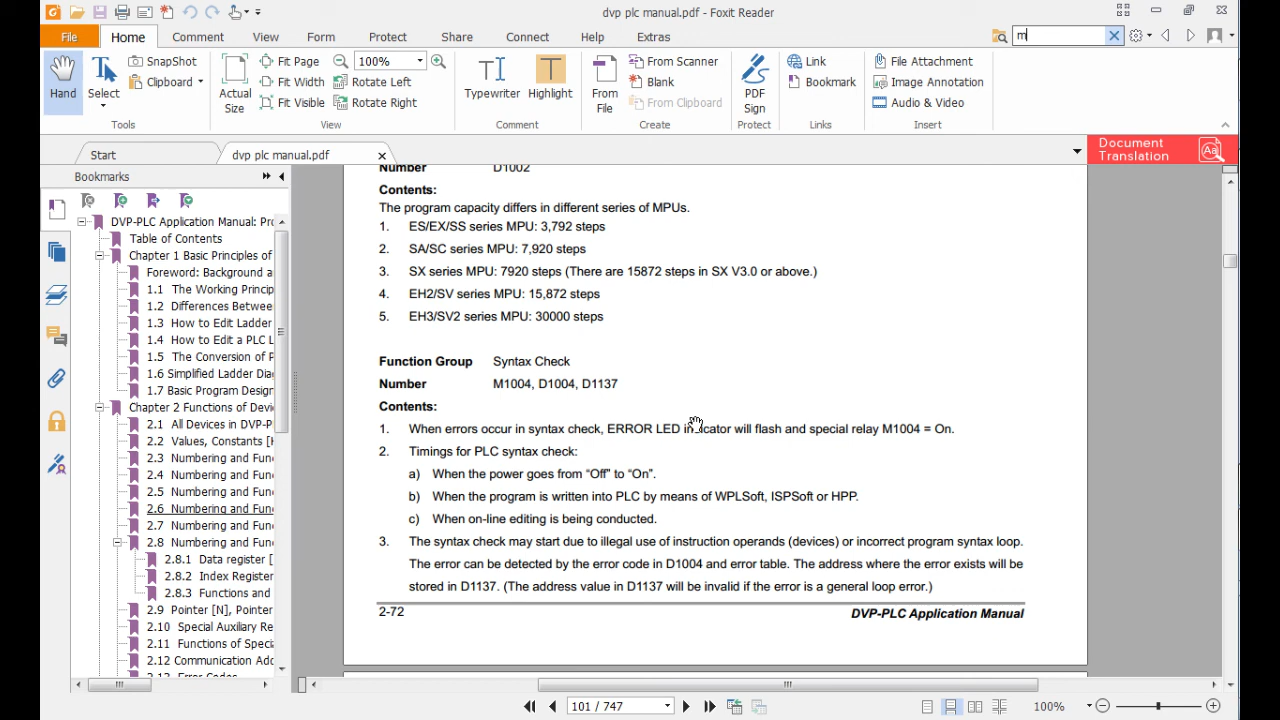 dvp plc manual.pdf - Foxit Reader
File Home Comment View Form Protect Share Connect Help Extras
m
Hand
Select
SnapShot
Clipboard
Tools
Actual Size
Fit Page
Fit Width
Fit Visible
100%
Rotate Left
Rotate Right
View
Typewriter
Highlight
Comment
From File
From Scanner
Blank
From Clipboard
Create
PDF Sign
Protect
Link
Bookmark
Links
File Attachment
Image Annotation
Audio & Video
Insert
Start
dvp plc manual.pdf
Document
Translation
Bookmarks
DVP-PLC Application Manual: Pro
Table of Contents
Chapter 1 Basic Principles of
Foreword: Background a
1.1 The Working Princip
1.2 Differences Betwee
1.3 How to Edit Ladder
1.4 How to Edit a PLC L
1.5 The Conversion of P
1.6 Simplified Ladder Dia
1.7 Basic Program Design
Chapter 2 Functions of Devi
2.1 All Devices in DVP-P
2.2 Values, Constants [K
2.3 Numbering and Func
2.4 Numbering and Func
2.5 Numbering and Func
2.6 Numbering and Func
2.7 Numbering and Func
2.8 Numbering and Func
2.8.1 Data register [
2.8.2 Index Register
2.8.3 Functions and
2.9 Pointer [N], Pointer
2.10 Special Auxiliary Re
2.11 Functions of Specia
2.12 Communication Add
2.13 Error Codes
Number D1002
Contents:
The program capacity differs in different series of MPUs.
1. ES/EX/SS series MPU: 3,792 steps
2. SA/SC series MPU: 7,920 steps
3. SX series MPU: 7920 steps (There are 15872 steps in SX V3.0 or above.)
4. EH2/SV series MPU: 15,872 steps
5. EH3/SV2 series MPU: 30000 steps
Function Group Syntax Check
Number M1004, D1004, D1137
Contents:
1. When errors occur in syntax check, ERROR LED indicator will flash and special relay M1004 = On.
2. Timings for PLC syntax check:
a) When the power goes from “Off” to “On”.
b) When the program is written into PLC by means of WPLSoft, ISPSoft or HPP.
c) When on-line editing is being conducted.
3. The syntax check may start due to illegal use of instruction operands (devices) or incorrect program syntax loop.
The error can be detected by the error code in D1004 and error table. The address where the error exists will be
stored in D1137. (The address value in D1137 will be invalid if the error is a general loop error.)
2-72 DVP-PLC Application Manual
101 / 747
100%